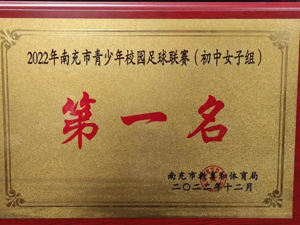 2022年南充市青少年校园足球联赛（初中女子组）
第一名
南充市教育和体育局
二〇二二年十二月